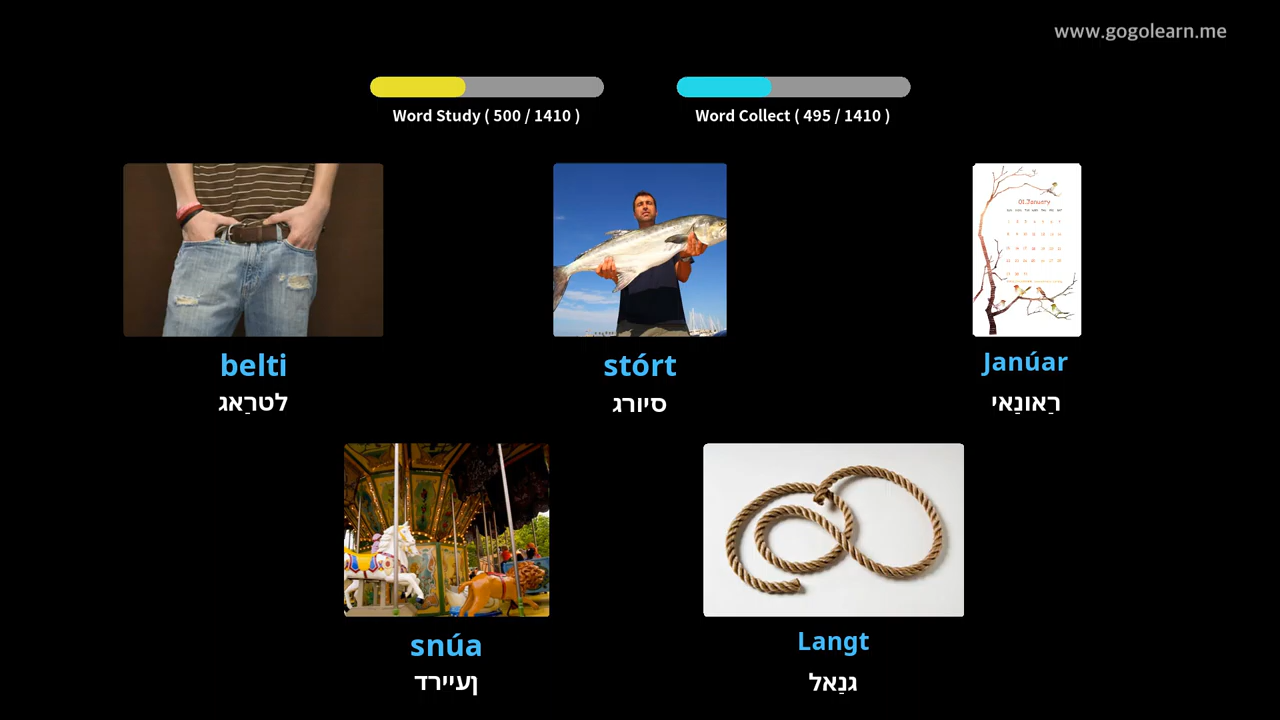 www.gogolearn.me
Word Study ( 500 / 1410 )
Word Collect ( 495 / 1410 )
belti
לטרַאג
stórt
סיורג
Janúar
רַאונַאי
snúa
ןעיירד
Langt
גנַאל